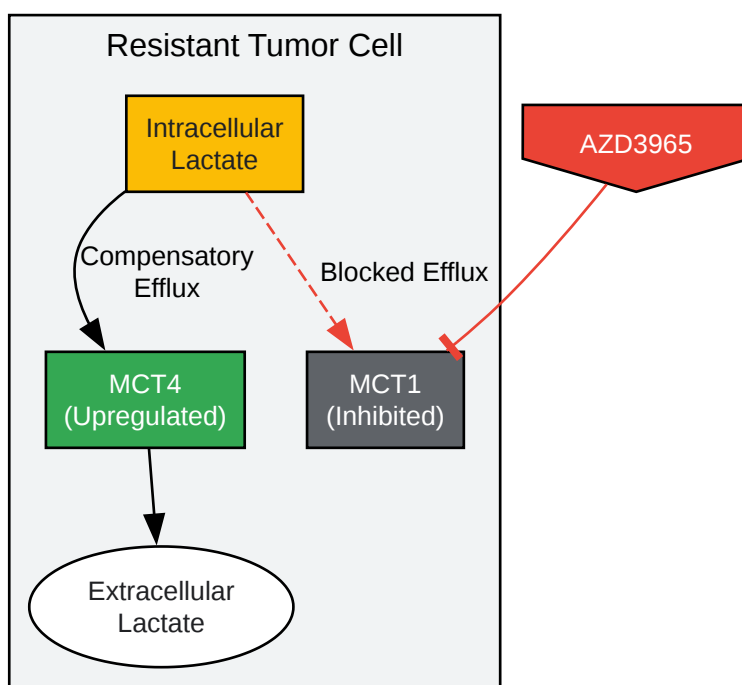 Resistant Tumor Cell
Intracellular
Lactate
AZD3965
Compensatory
Efflux
Blocked Efflux
MCT4
(Upregulated)
MCT1
(Inhibited)
Extracellular
Lactate